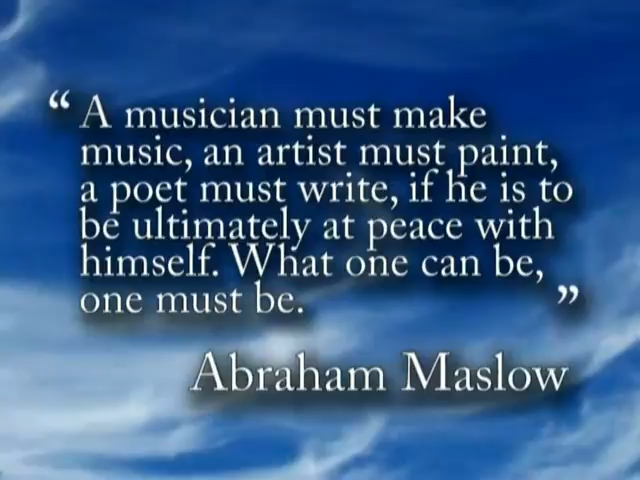 “ A musician must make
music, an artist must paint,
a poet must write, if he is to
be ultimately at peace with
himself. What one can be,
one must be. ”
Abraham Maslow